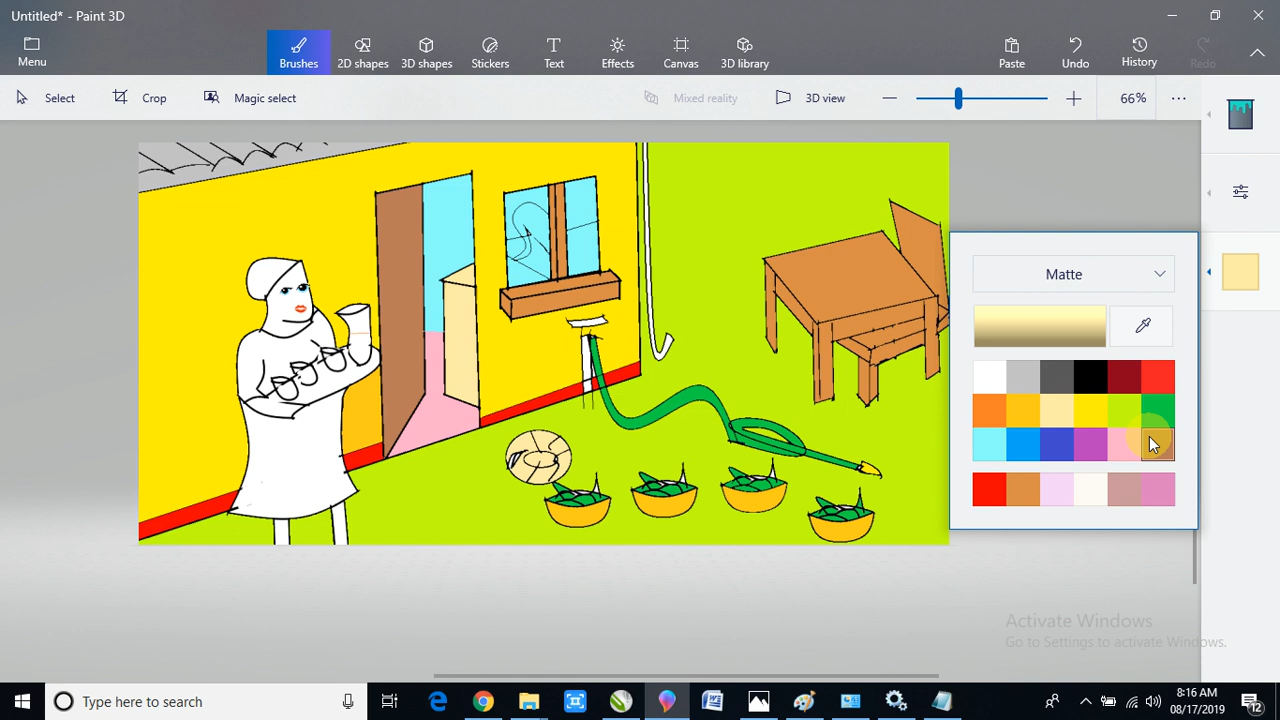 Untitled* - Paint 3D
Menu
Brushes
2D shapes
3D shapes
Stickers
Text
Effects
Canvas
3D library
Paste
Undo
History
Redo
Select
Crop
Magic select
Mixed reality
3D view
66%
Matte
Activate Windows
Go to Settings to activate Windows.
Type here to search
8:16 AM
08/17/2019
12